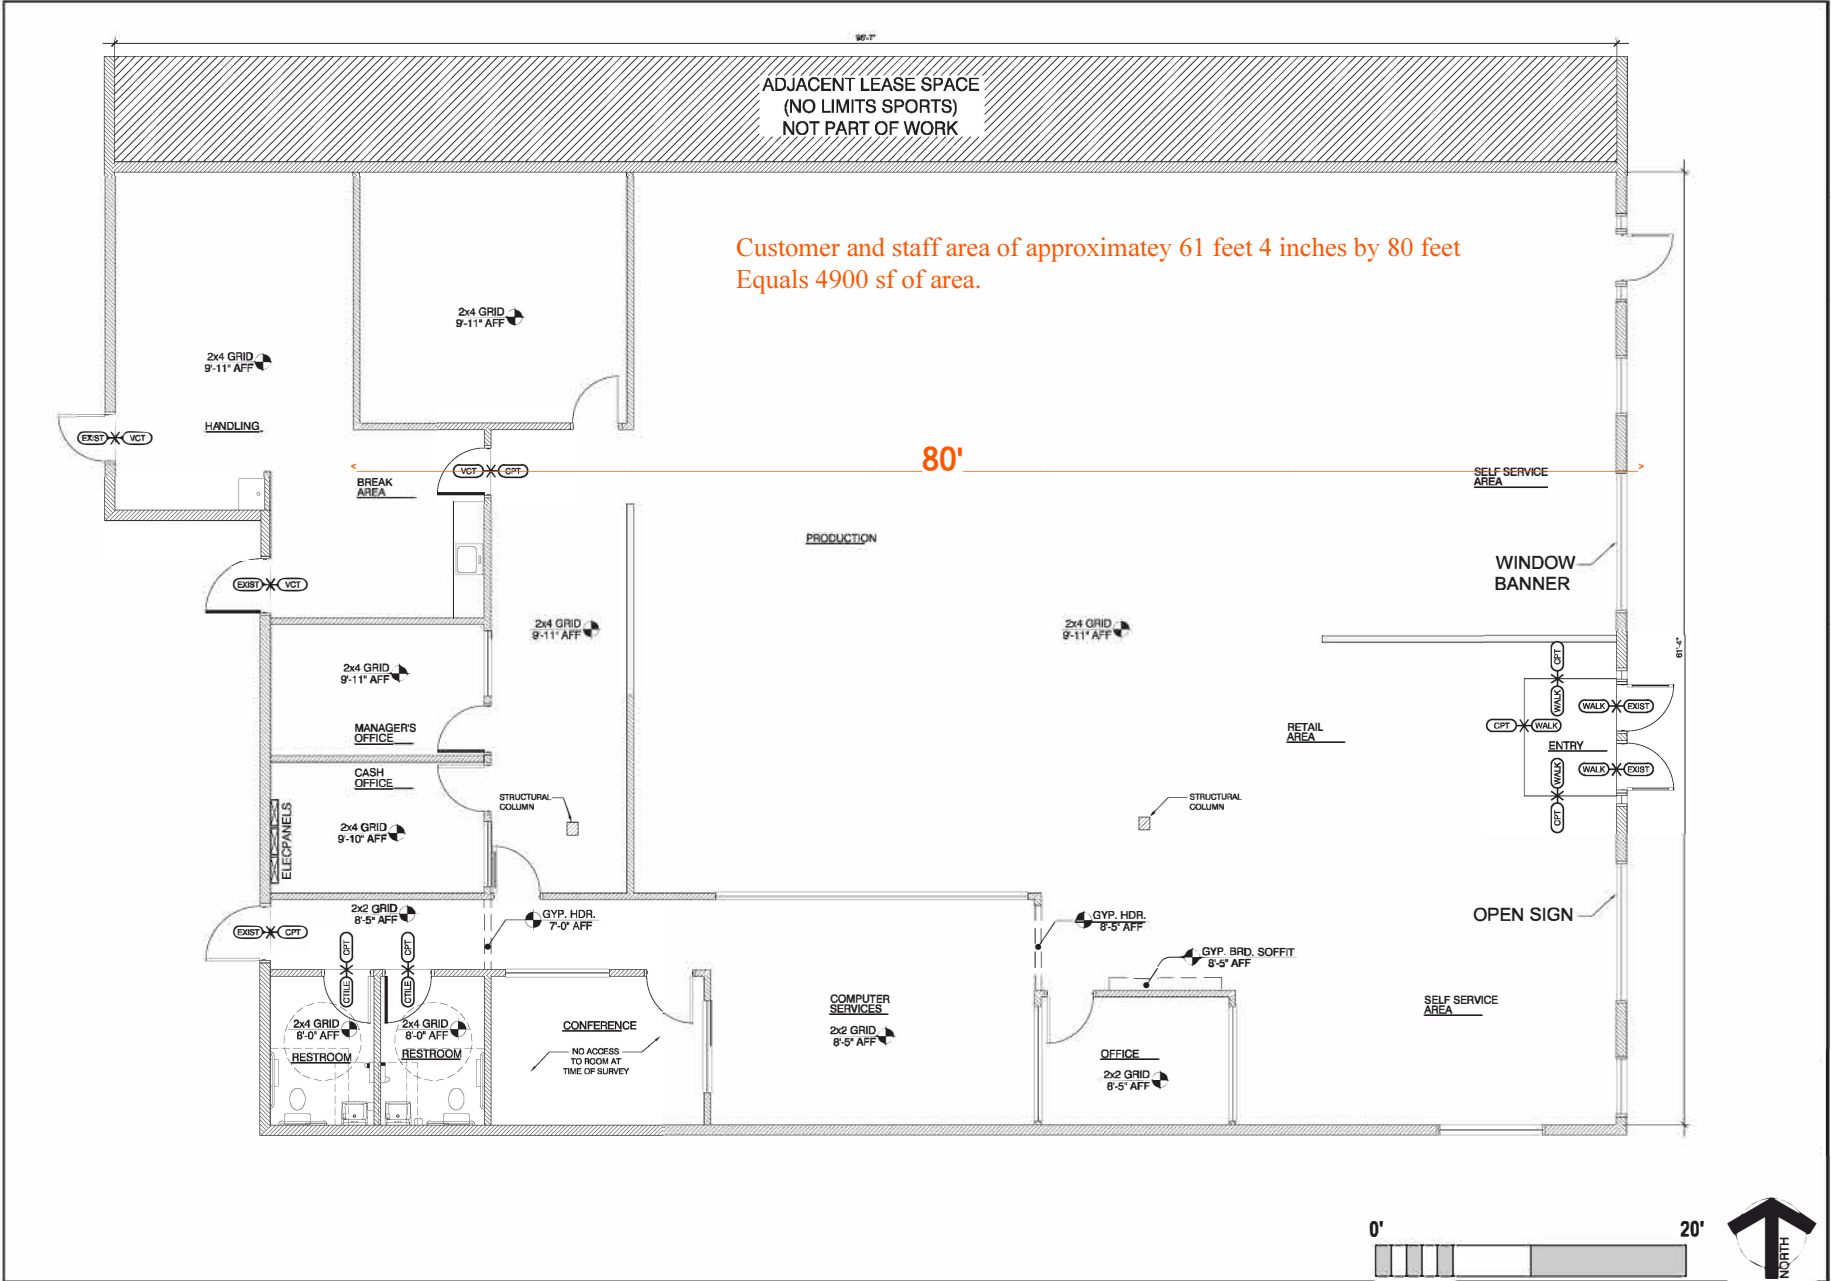 96'-7"
ADJACENT LEASE SPACE
(NO LIMITS SPORTS)
NOT PART OF WORK
Customer and staff area of approximatey 61 feet 4 inches by 80 feet
Equals 4900 sf of area.
2x4 GRID
9'-11" AFF
2x4 GRID
9'-11" AFF
HANDLING
EXIST
VCT
80'
VCT
CPT
BREAK
AREA
SELF SERVICE
AREA
PRODUCTION
WINDOW
BANNER
EXIST
VCT
2x4 GRID
9'-11" AFF
2x4 GRID
9'-11" AFF
61'-4"
2x4 GRID
9'-11" AFF
CPT
WALK
WALK
EXIST
MANAGER'S
OFFICE
RETAIL
AREA
CPT
WALK
ENTRY
CASH
OFFICE
WALK
CPT
WALK
EXIST
STRUCTURAL
COLUMN
STRUCTURAL
COLUMN
2x4 GRID
9'-10" AFF
ELECPANELS
2x2 GRID
8'-5" AFF
GYP. HDR.
7'-0" AFF
GYP. HDR.
8'-5" AFF
OPEN SIGN
EXIST
CPT
CPT
CTILE
CPT
CTILE
GYP. BRD. SOFFIT
8'-5" AFF
2x4 GRID
8'-0" AFF
RESTROOM
2x4 GRID
8'-0" AFF
RESTROOM
CONFERENCE
NO ACCESS
TO ROOM AT
TIME OF SURVEY
COMPUTER
SERVICES
2x2 GRID
8'-5" AFF
SELF SERVICE
AREA
OFFICE
2x2 GRID
8'-5" AFF
0'
20'
NORTH